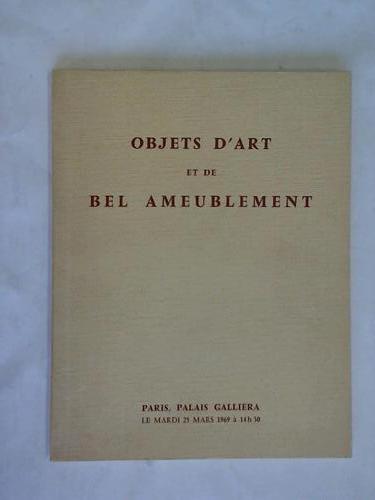 OBJETS D'ART
ET DE
BEL AMEUBLEMENT
PARIS, PALAIS GALLIERA
LE MARDI 25 MARS 1969 à 14h 30